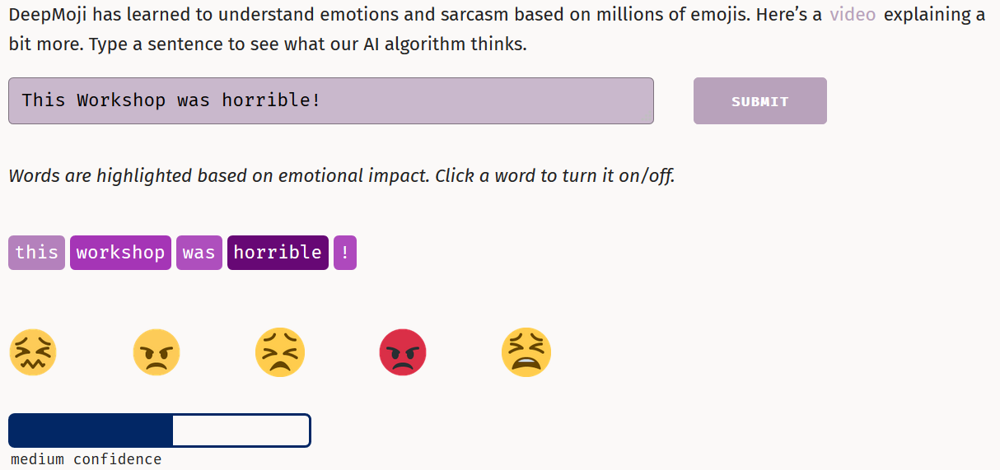 DeepMoji has learned to understand emotions and sarcasm based on millions of emojis. Here’s a video explaining a
bit more. Type a sentence to see what our AI algorithm thinks.
This Workshop was horrible!
SUBMIT
Words are highlighted based on emotional impact. Click a word to turn it on/off.
this workshop was horrible !
medium confidence